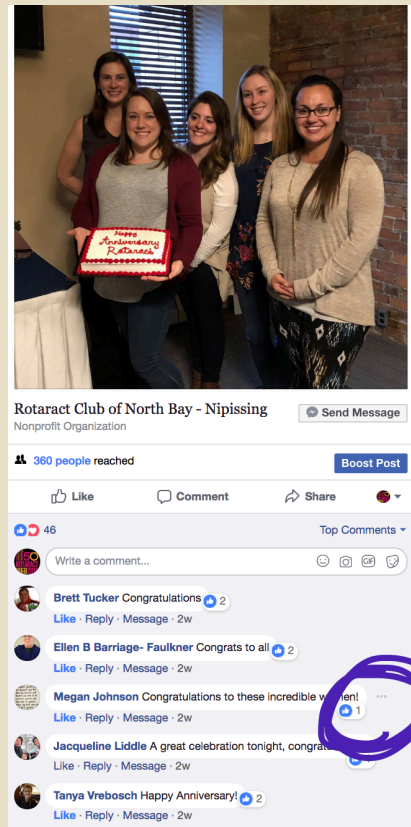 Happy
Anniversary
Rotaract
Rotaract Club of North Bay - Nipissing
Send Message
Nonprofit Organization
360 people reached
Boost Post
Like Comment Share
46 Top Comments
Write a comment...
GIF
Brett Tucker Congratulations 2
Like · Reply · Message · 2w
Ellen B Barriage- Faulkner Congrats to all 2
Like · Reply · Message · 2w
Megan Johnson Congratulations to these incredible women!
1
Like · Reply · Message · 2w
Jacqueline Liddle A great celebration tonight,
Like · Reply · Message · 2w
Tanya Vrebosch Happy Anniversary! 2
Like · Reply · Message · 2w